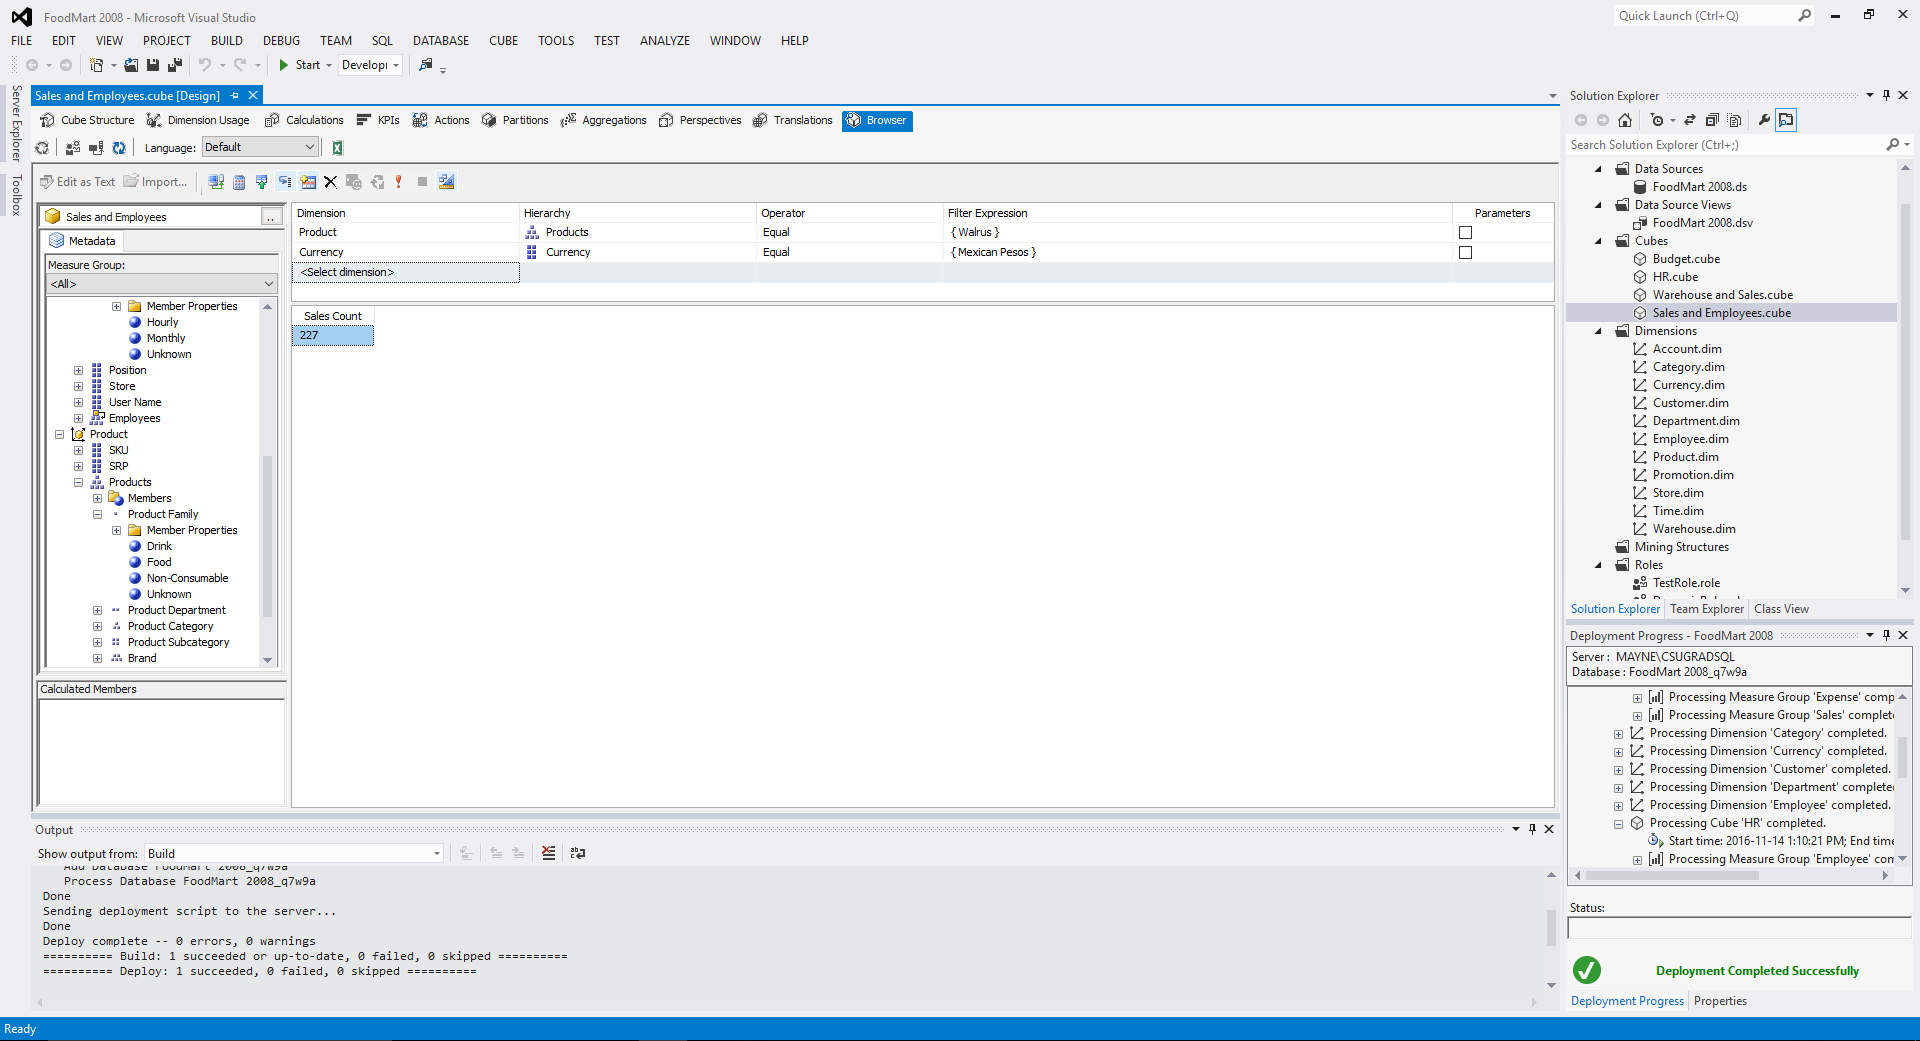 FoodMart 2008 - Microsoft Visual Studio
Quick Launch (Ctrl+Q)
FILE EDIT VIEW PROJECT BUILD DEBUG TEAM SQL DATABASE CUBE TOOLS TEST ANALYZE WINDOW HELP
Start Developi
Server Explorer
Toolbox
Sales and Employees.cube [Design]
Cube Structure Dimension Usage Calculations KPIs Actions Partitions Aggregations Perspectives Translations Browser
Language: Default
Edit as Text Import...
Sales and Employees ..
Metadata
Measure Group:
<All>
Member Properties
Hourly
Monthly
Unknown
Position
Store
User Name
Employees
Product
SKU
SRP
Products
Members
Product Family
Member Properties
Drink
Food
Non-Consumable
Unknown
Product Department
Product Category
Product Subcategory
Brand
Calculated Members
Dimension Hierarchy Operator Filter Expression Parameters
Product Products Equal { Walrus }
Currency Currency Equal { Mexican Pesos }
<Select dimension>
Sales Count
227
Output
Show output from: Build
Add Database FoodMart 2008_q7w9a
Process Database FoodMart 2008_q7w9a
Done
Sending deployment script to the server...
Done
Deploy complete -- 0 errors, 0 warnings
========== Build: 1 succeeded or up-to-date, 0 failed, 0 skipped ==========
========== Deploy: 1 succeeded, 0 failed, 0 skipped ==========
Solution Explorer
Search Solution Explorer (Ctrl+;)
Data Sources
FoodMart 2008.ds
Data Source Views
FoodMart 2008.dsv
Cubes
Budget.cube
HR.cube
Warehouse and Sales.cube
Sales and Employees.cube
Dimensions
Account.dim
Category.dim
Currency.dim
Customer.dim
Department.dim
Employee.dim
Product.dim
Promotion.dim
Store.dim
Time.dim
Warehouse.dim
Mining Structures
Roles
TestRole.role
Solution Explorer Team Explorer Class View
Deployment Progress - FoodMart 2008
Server : MAYNE\CSUGRADSQL
Database : FoodMart 2008_q7w9a
Processing Measure Group 'Expense' comp
Processing Measure Group 'Sales' complet
Processing Dimension 'Category' completed.
Processing Dimension 'Currency' completed.
Processing Dimension 'Customer' completed.
Processing Dimension 'Department' complete
Processing Dimension 'Employee' completed.
Processing Cube 'HR' completed.
Start time: 2016-11-14 1:10:21 PM; End time
Processing Measure Group 'Employee' con
Status:
Deployment Completed Successfully
Deployment Progress Properties
Ready